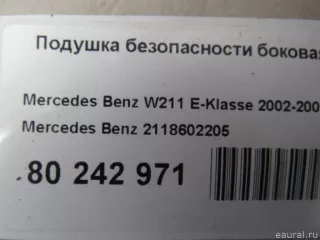 Подушка безопасности боковая
Mercedes Benz W211 E-Klasse 2002-200
Mercedes Benz 2118602205
80 242 971
eaural.ru